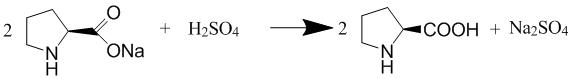 2 N H O ONa + H₂SO₄ 2 N H COOH + Na₂SO₄